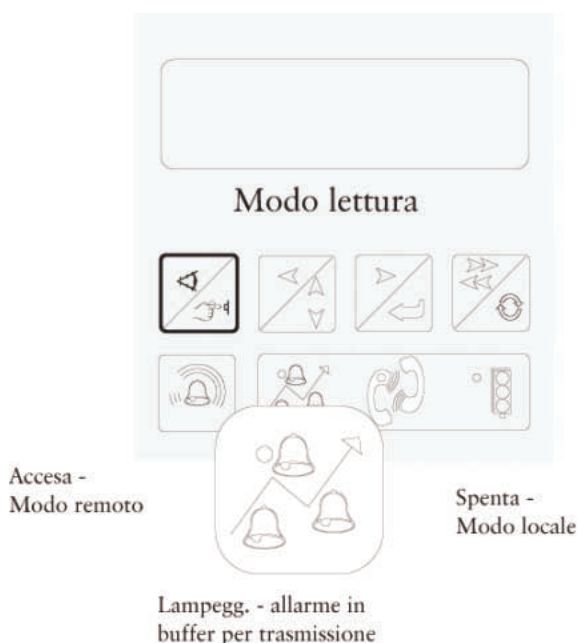 Modo lettura
Accesa -
Modo remoto
Spenta -
Modo locale
Lampegg. - allarme in
buffer per trasmissione